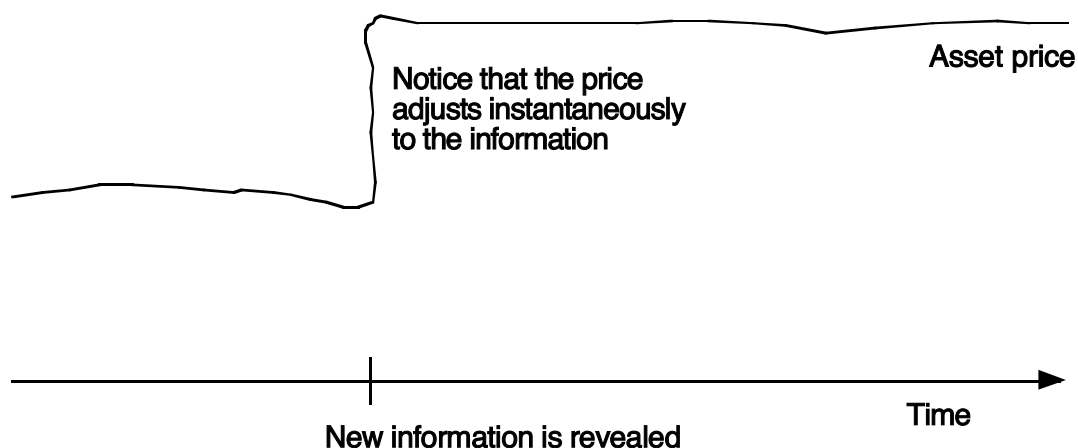 Asset price
Notice that the price
adjusts instantaneously
to the information
Time
New information is revealed